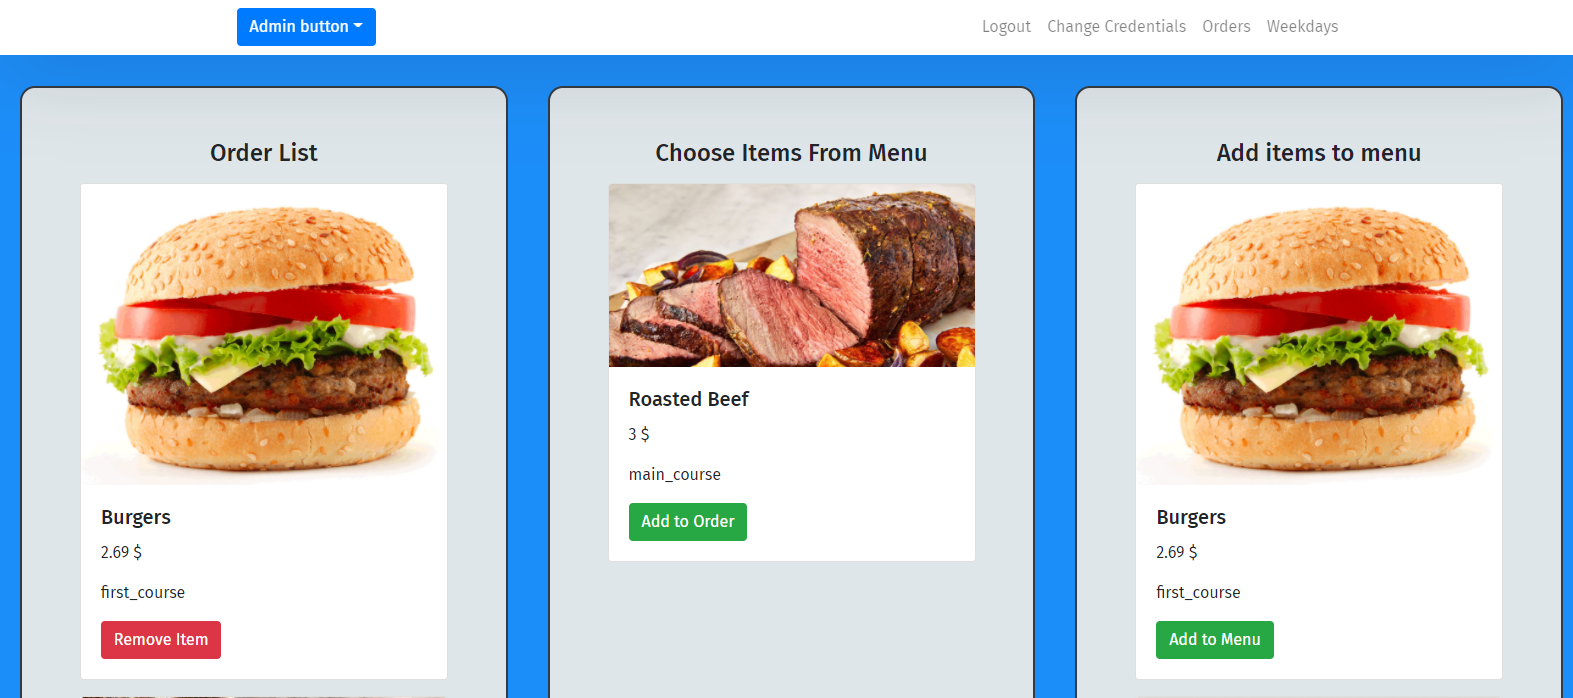 Admin button
Logout Change Credentials Orders Weekdays
Order List
Burgers
2.69 $
first_course
Remove Item
Choose Items From Menu
Roasted Beef
3 $
main_course
Add to Order
Add items to menu
Burgers
2.69 $
first_course
Add to Menu